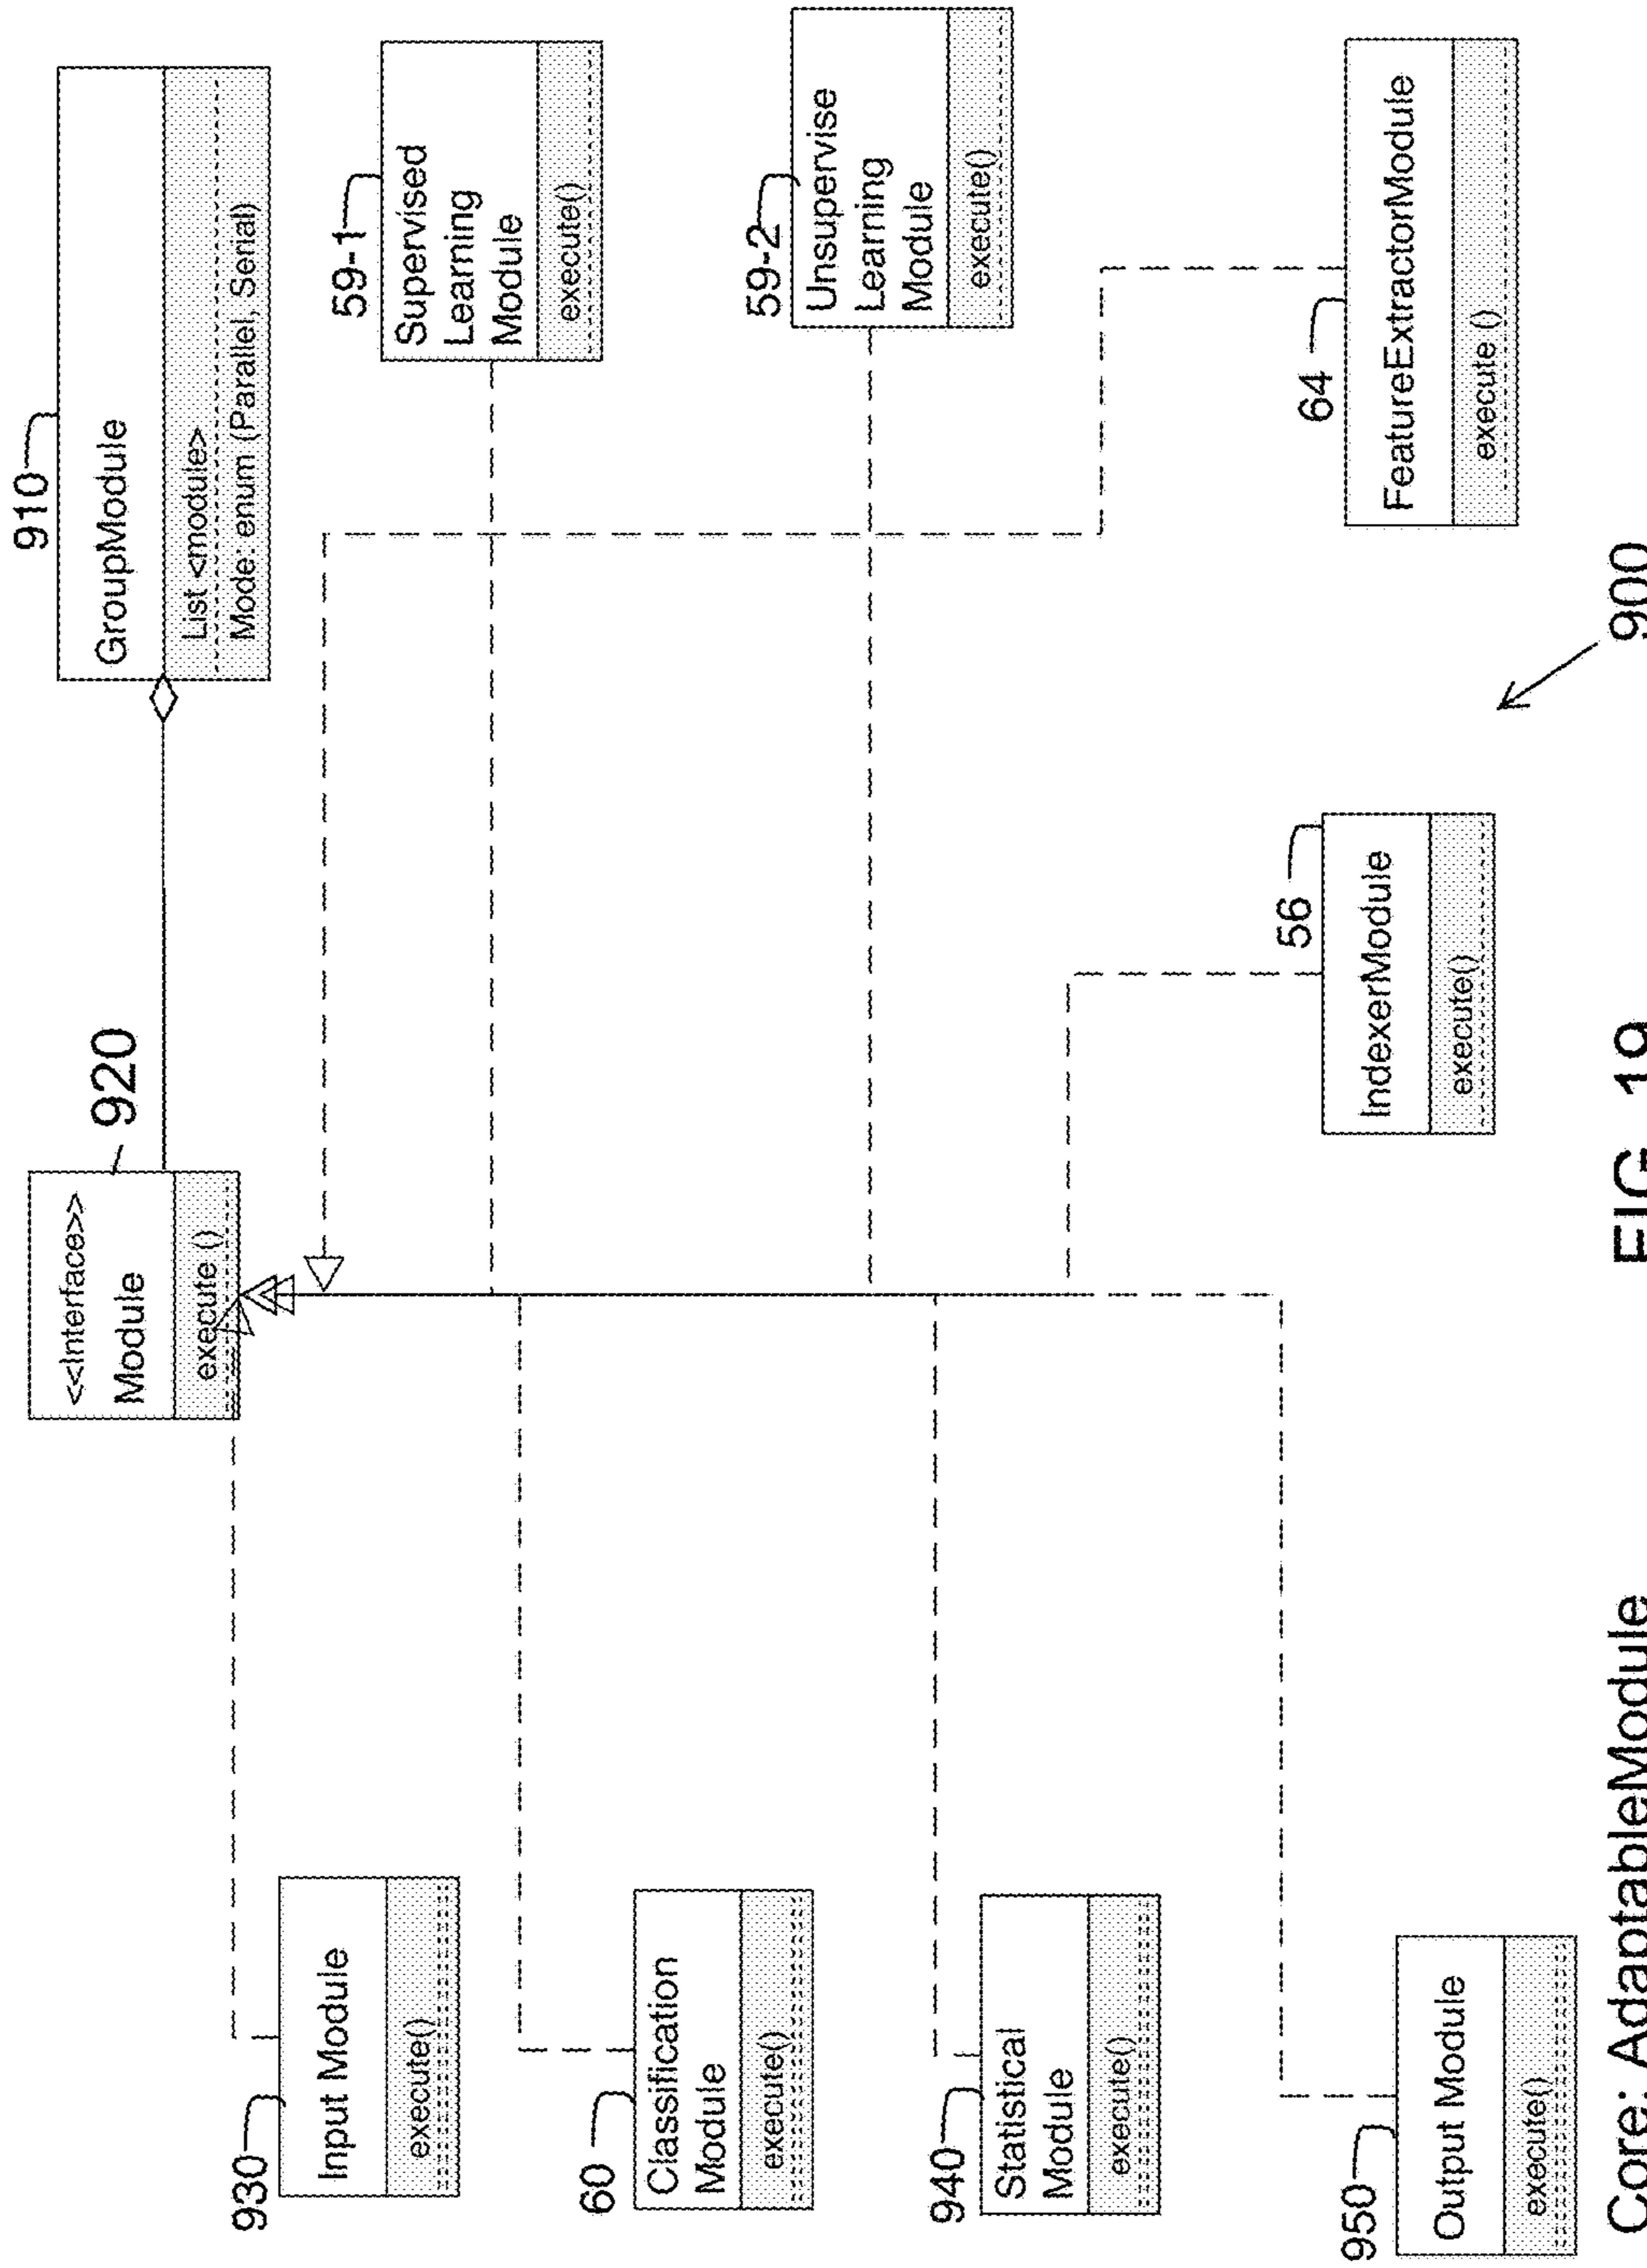 <<Interface>>
Module
execute ()
920
910
GroupModule
List <module>
Mode: enum (Parallel, Serial)
930
Input Module
execute()
59-1
Supervised
Learning
Module
execute()
60
Classification
Module
execute()
59-2
Unsupervise
Learning
Module
execute()
940
Statistical
Module
execute()
56
IndexerModule
execute()
64
FeatureExtractorModule
execute ()
950
Output Module
execute()
900
Core: AdaptableModule
FIG 19